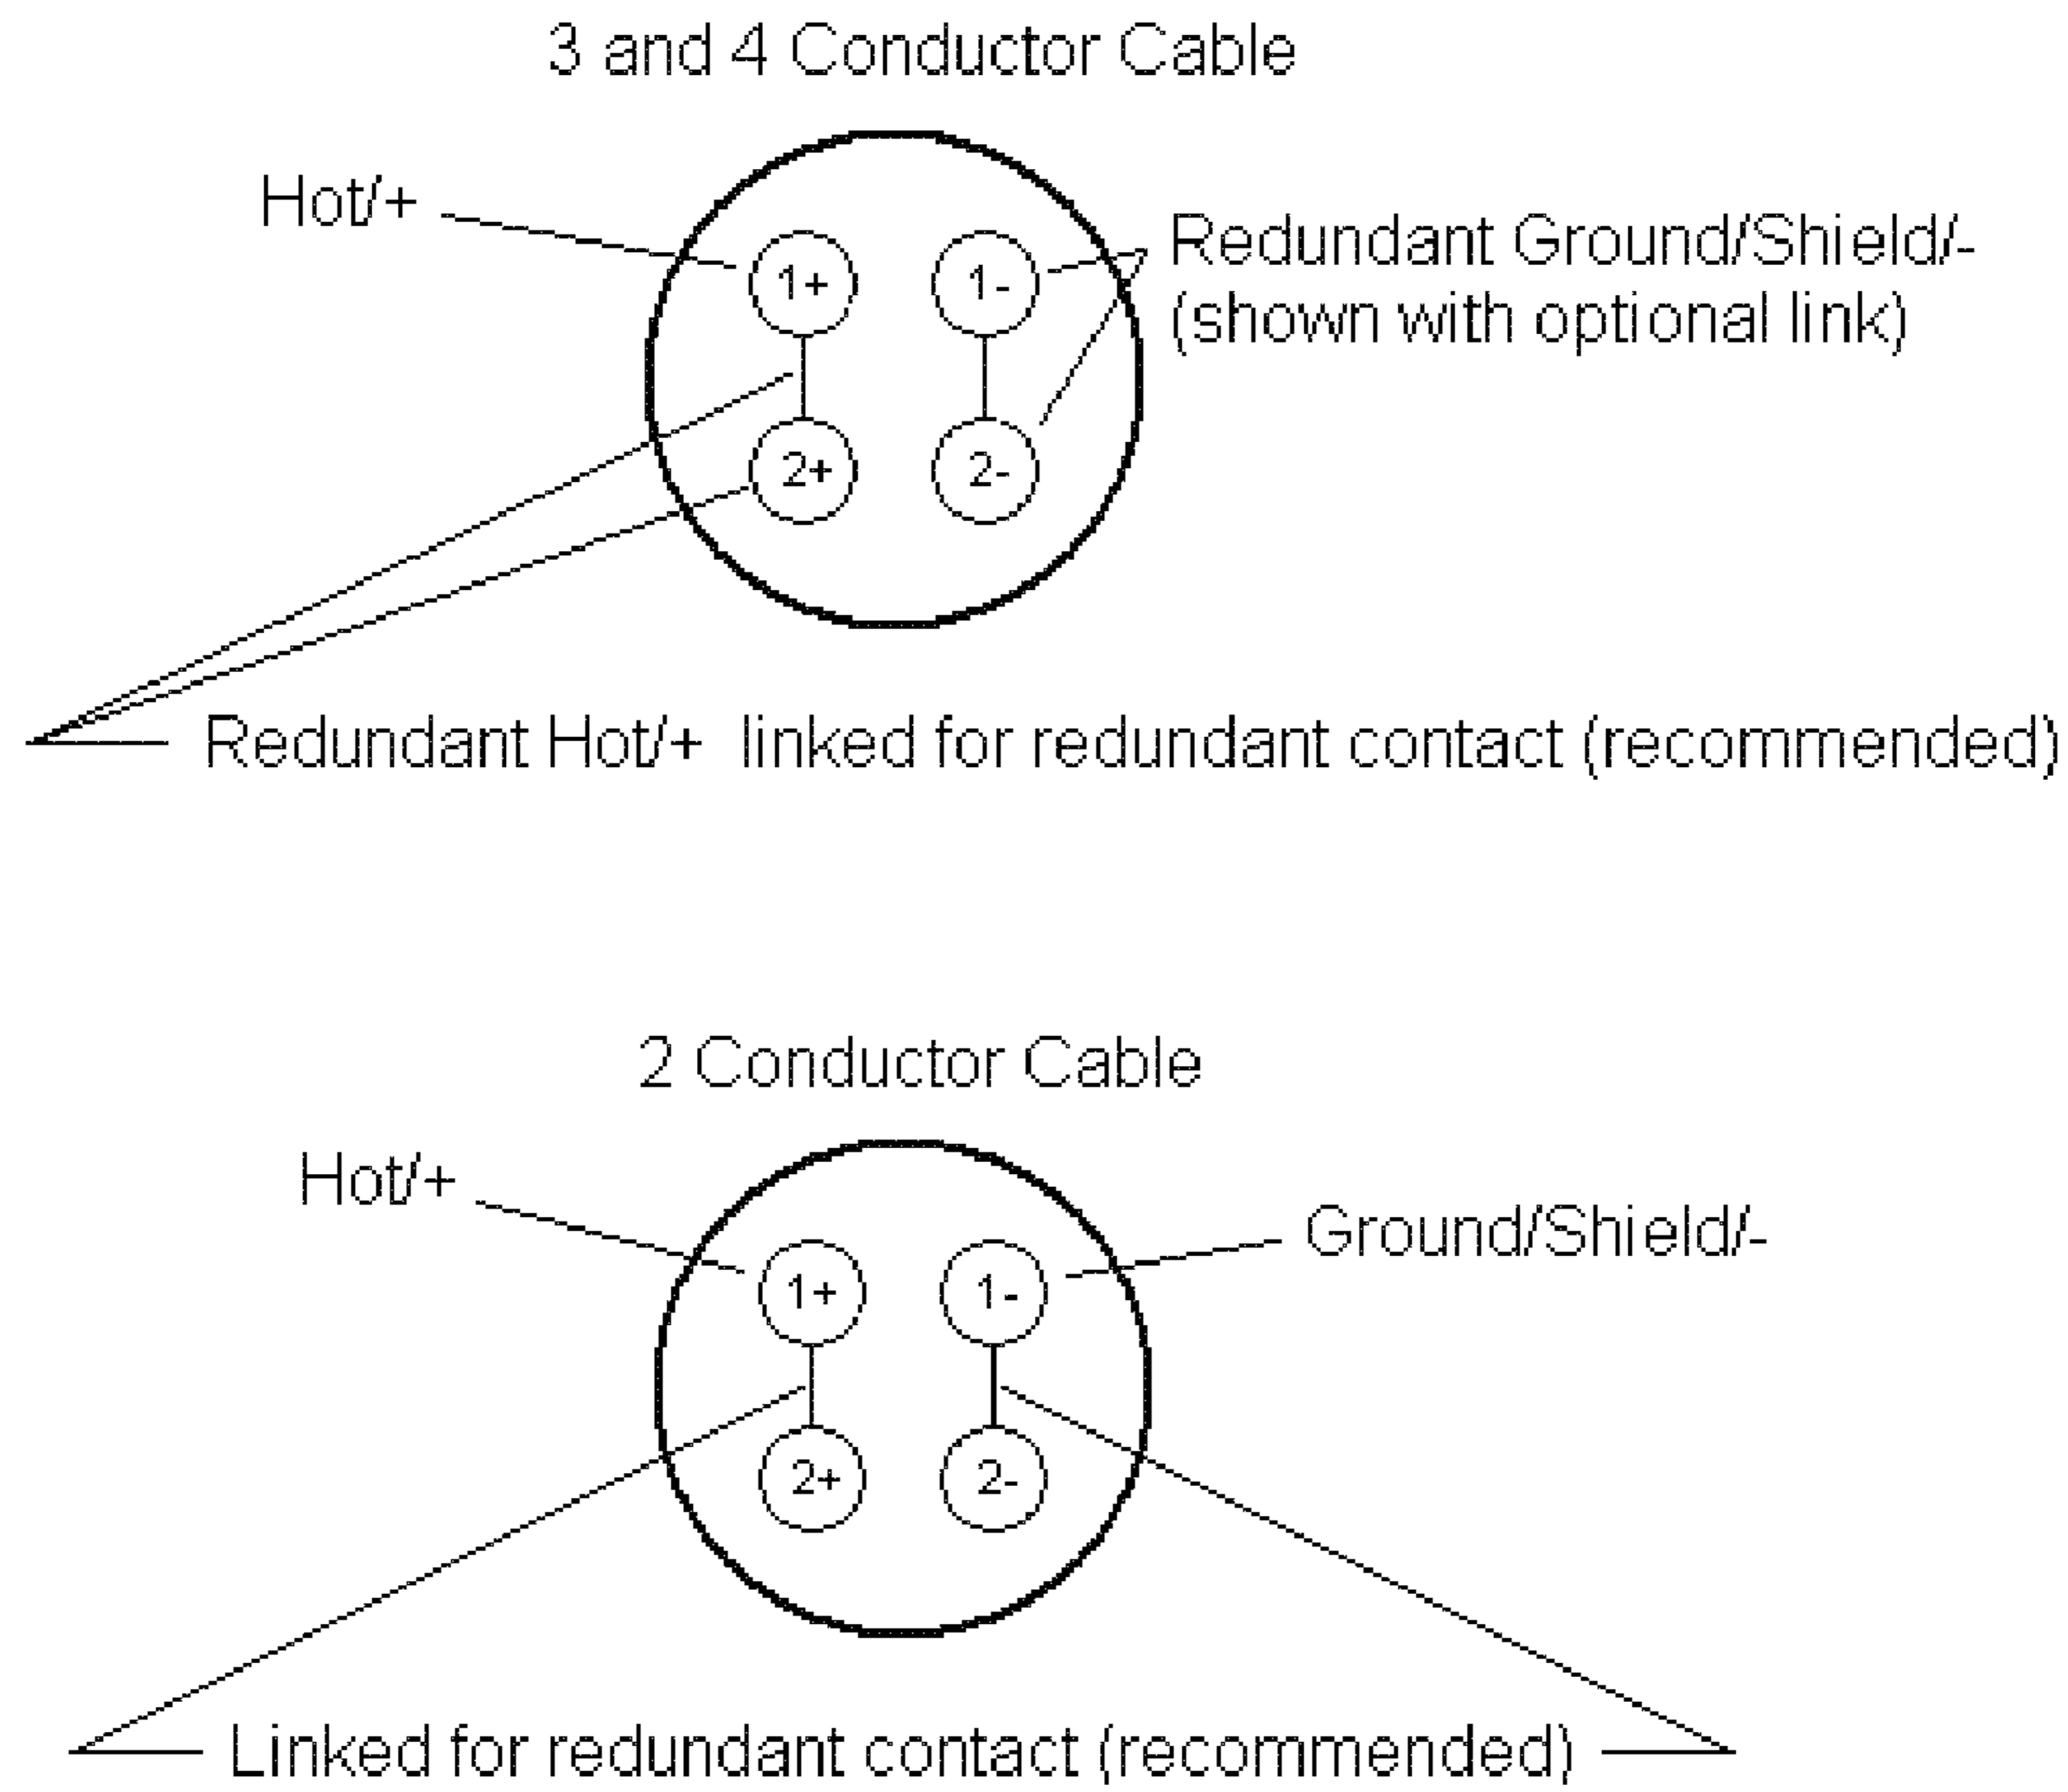 3 and 4 Conductor Cable
Hot/+
1+
1-
Redundant Ground/Shield/-
(shown with optional link)
2+
2-
Redundant Hot/+ linked for redundant contact (recommended)
2 Conductor Cable
Hot/+
Ground/Shield/-
1+
1-
2+
2-
Linked for redundant contact (recommended)